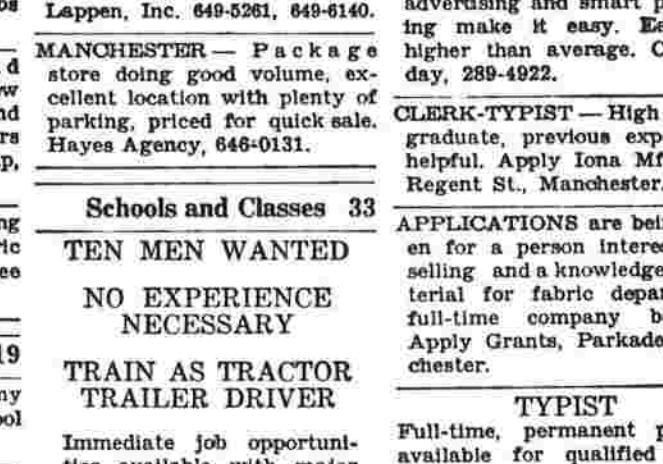 Lappen, Inc. 649-5261, 649-6140.
MANCHESTER — Package
store doing good volume, ex-
cellent location with plenty of
parking, priced for quick sale.
Hayes Agency, 646-0131.
Schools and Classes 33
TEN MEN WANTED
NO EXPERIENCE
NECESSARY
TRAIN AS TRACTOR
TRAILER DRIVER
Immediate job opportuni-
advertising and smart
ing make it easy.
higher than average.
day, 289-4922.
CLERK-TYPIST — High
graduate, previous
helpful. Apply Iona
Regent St., Manchester.
APPLICATIONS are
en for a person
selling and a knowledge
terial for fabric
full-time company
Apply Grants, Parkade
chester.
TYPIST
Full-time, permanent
available for qualified